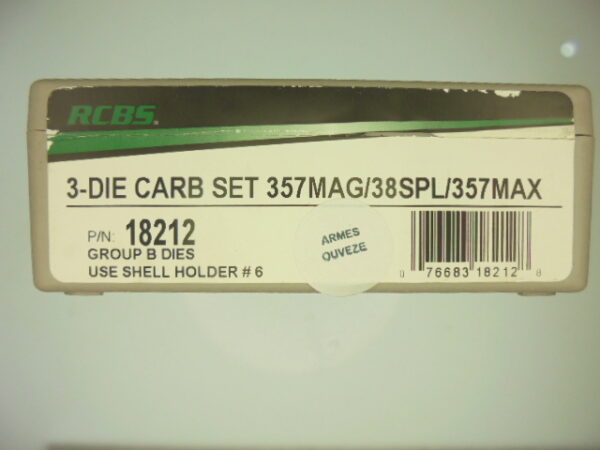 RCBS.
3-DIE CARB SET 357MAG/38SPL/357MAX
P/N: 18212
GROUP B DIES
USE SHELL HOLDER # 6
ARMES
OUVEZE
0 76683 18212 8